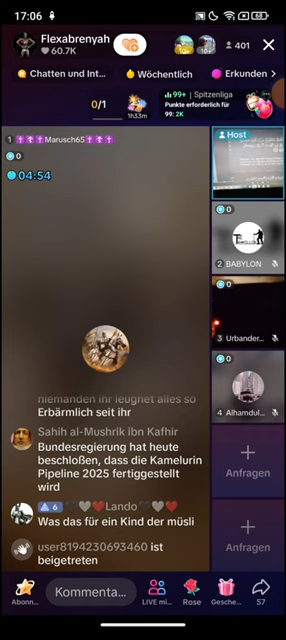 17:06
68
Flexabrenyah
60.7K
401
Chatten und Int...
Wöchentlich
Erkunden >
0/1
1h33m
99+ | Spitzenliga
Punkte erforderlich für
99: 2K
1 ✝️✝️✝️Marusch65✝️✝️✝️
0
04:54
Host
0
2 BABYLON
0
3 Urbander...
0
4 Alhamdul...
niemanden ihr leugnet alles so
Erbärmlich seit ihr
Sahih al-Mushrik ibn Kafhir
Bundesregierung hat heute
beschloßen, dass die Kamelurin
Pipeline 2025 fertiggestellt
wird
6 🖤🩶❤️Lando🖤🩶❤️
Was das für ein Kind der müsli
user8194230693460 ist
beigetreten
+
Anfragen
+
Anfragen
Abonn...
Kommenta...
LIVE mi...
Rose
Gesche...
57